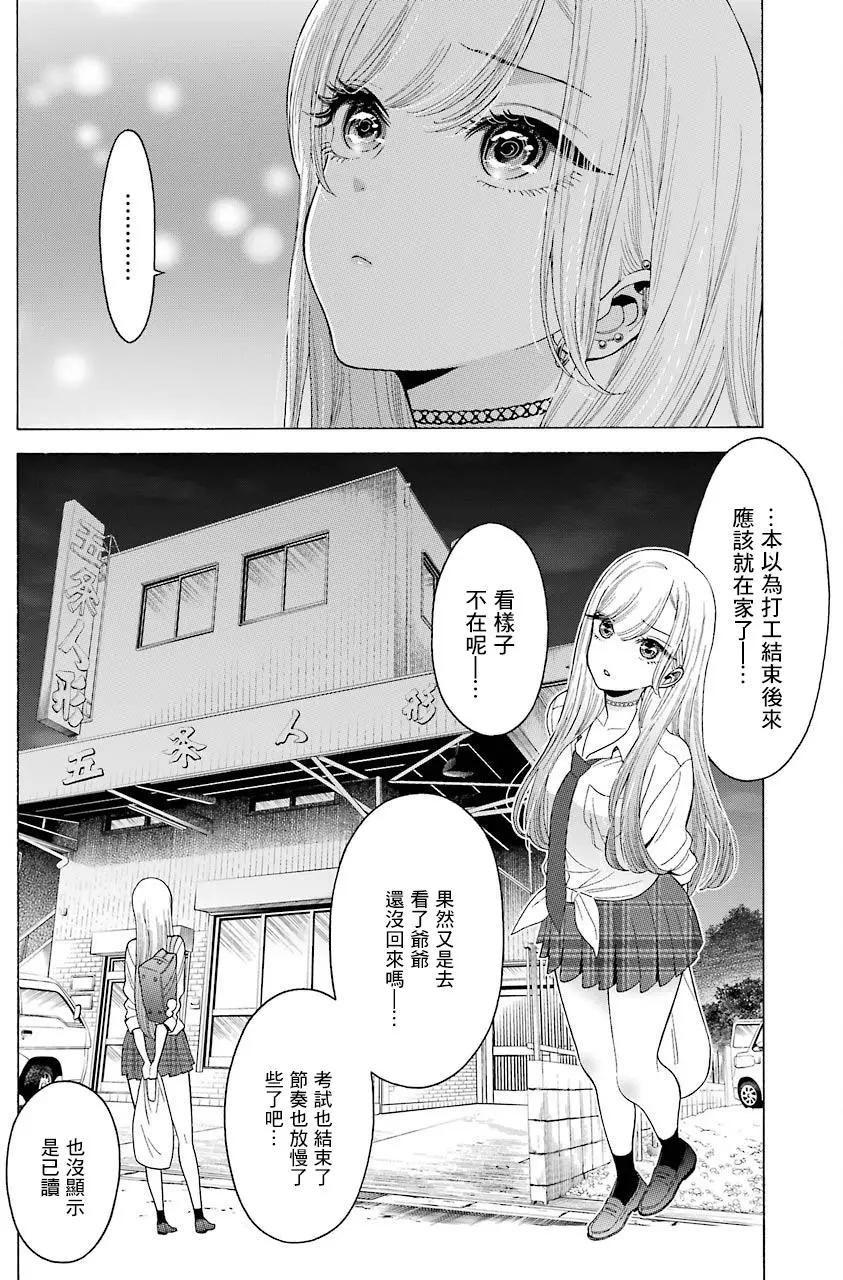 …………
…本以為打工結束後來
應該就在家了——…
看樣子
不在呢——…
五条人形
五条人形
果然又是去
看了爺爺
還沒回來嗎——…
考試也結束了
節奏也放慢了
些了吧…
也沒顯示
是已讀